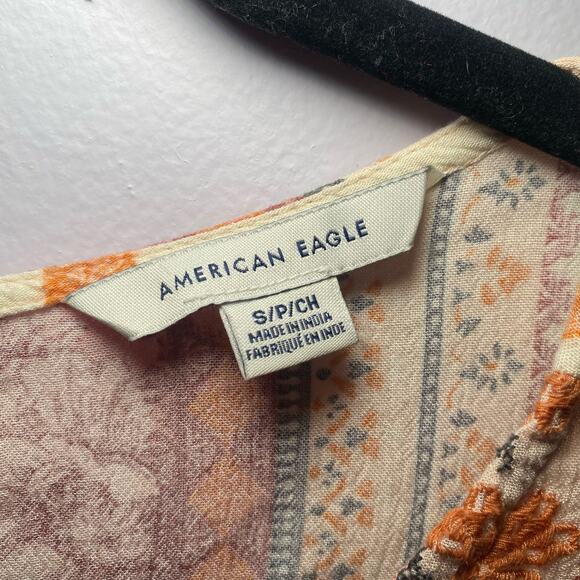 AMERICAN EAGLE
S/P/CH
MADE IN INDIA
FABRIQUÉ EN INDE